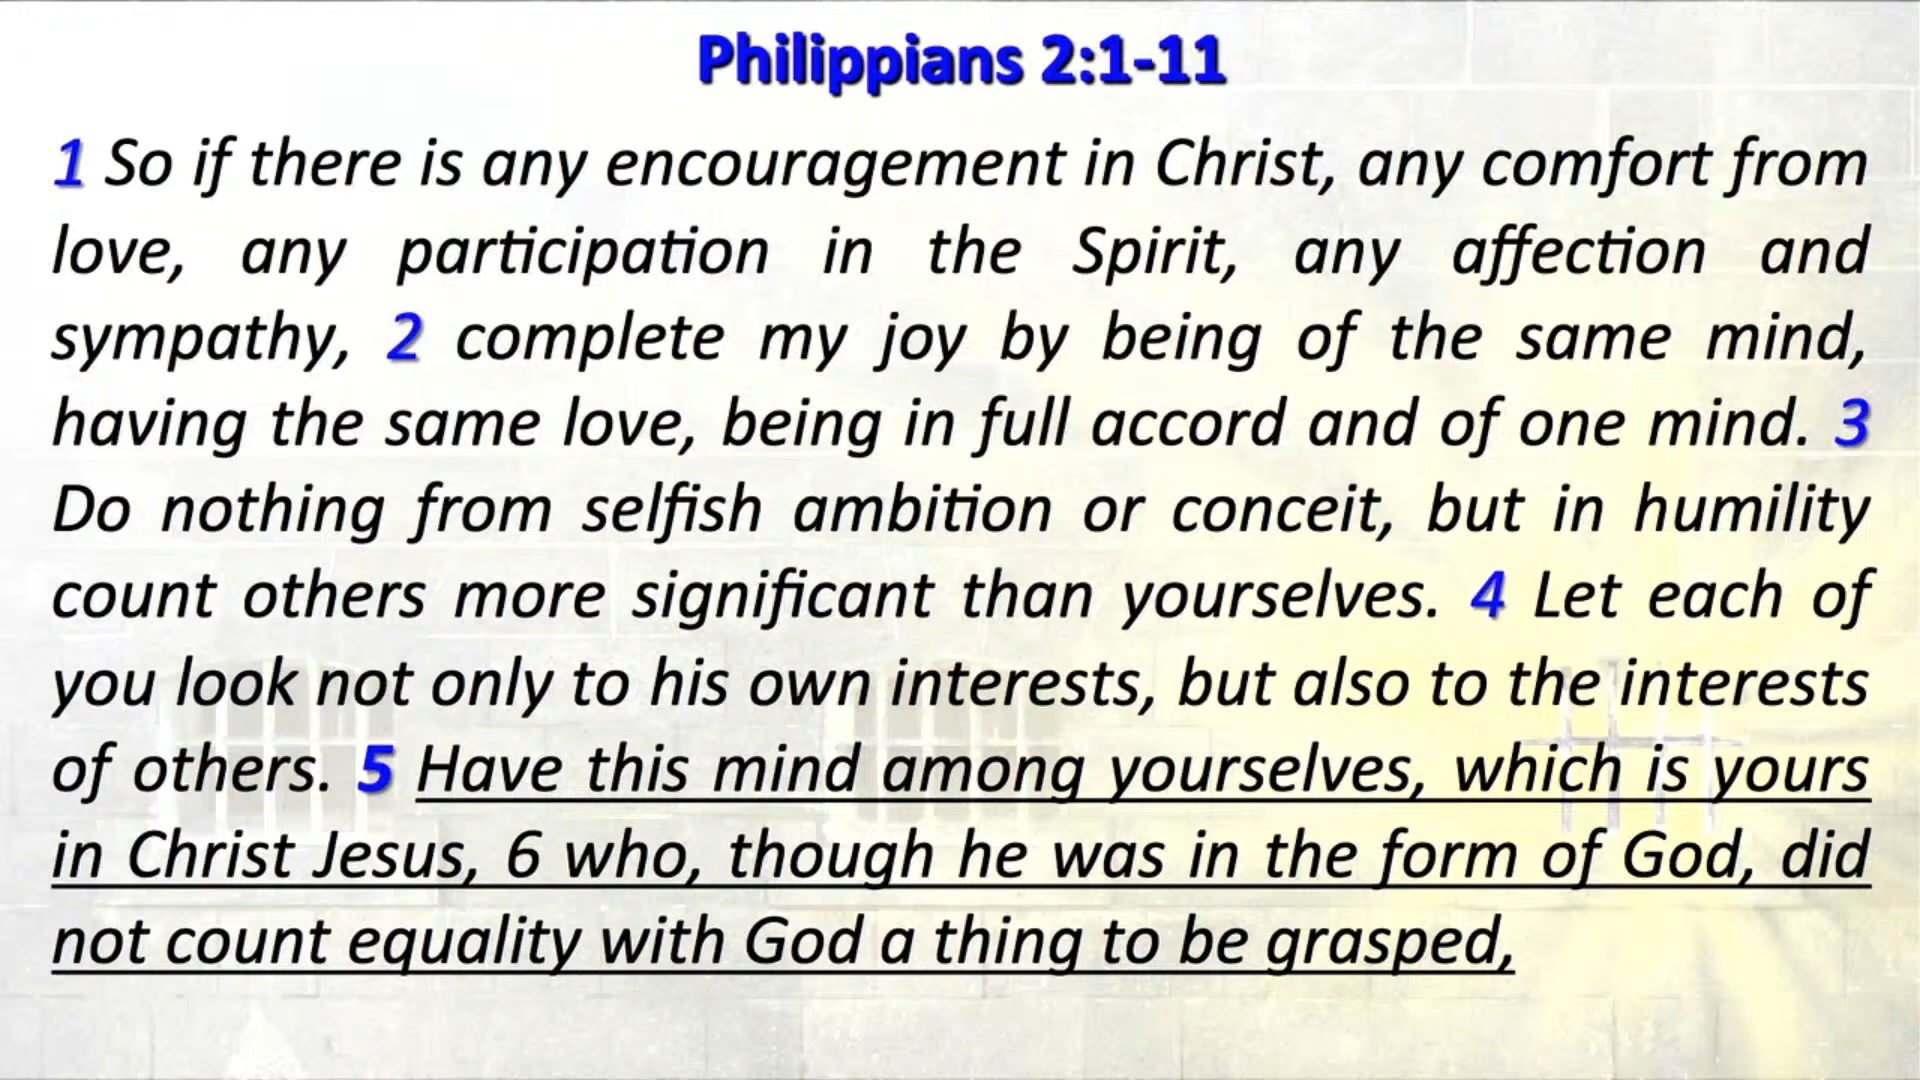 Philippians 2:1-11
1 So if there is any encouragement in Christ, any comfort from
love, any participation in the Spirit, any affection and
sympathy, 2 complete my joy by being of the same mind,
having the same love, being in full accord and of one mind. 3
Do nothing from selfish ambition or conceit, but in humility
count others more significant than yourselves. 4 Let each of
you look not only to his own interests, but also to the interests
of others. 5 Have this mind among yourselves, which is yours
in Christ Jesus, 6 who, though he was in the form of God, did
not count equality with God a thing to be grasped,